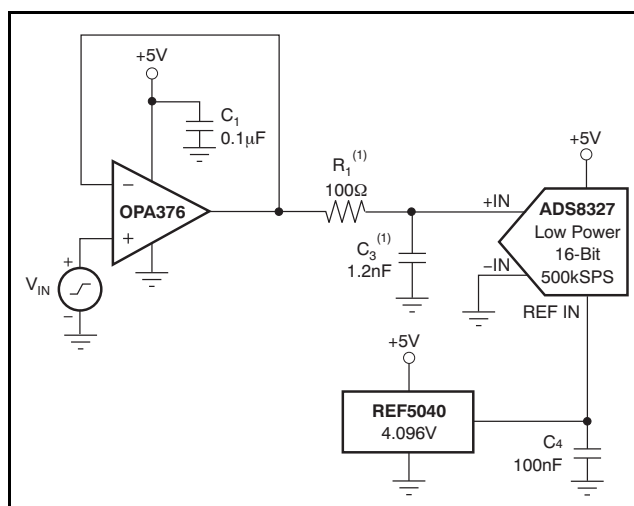 +5V
C1
0.1μF
−
OPA376
+
+
VIN
−
R1(1)
100Ω
C3(1)
1.2nF
+5V
+IN
ADS8327
Low Power
16-Bit
500kSPS
−IN
REF IN
+5V
REF5040
4.096V
C4
100nF